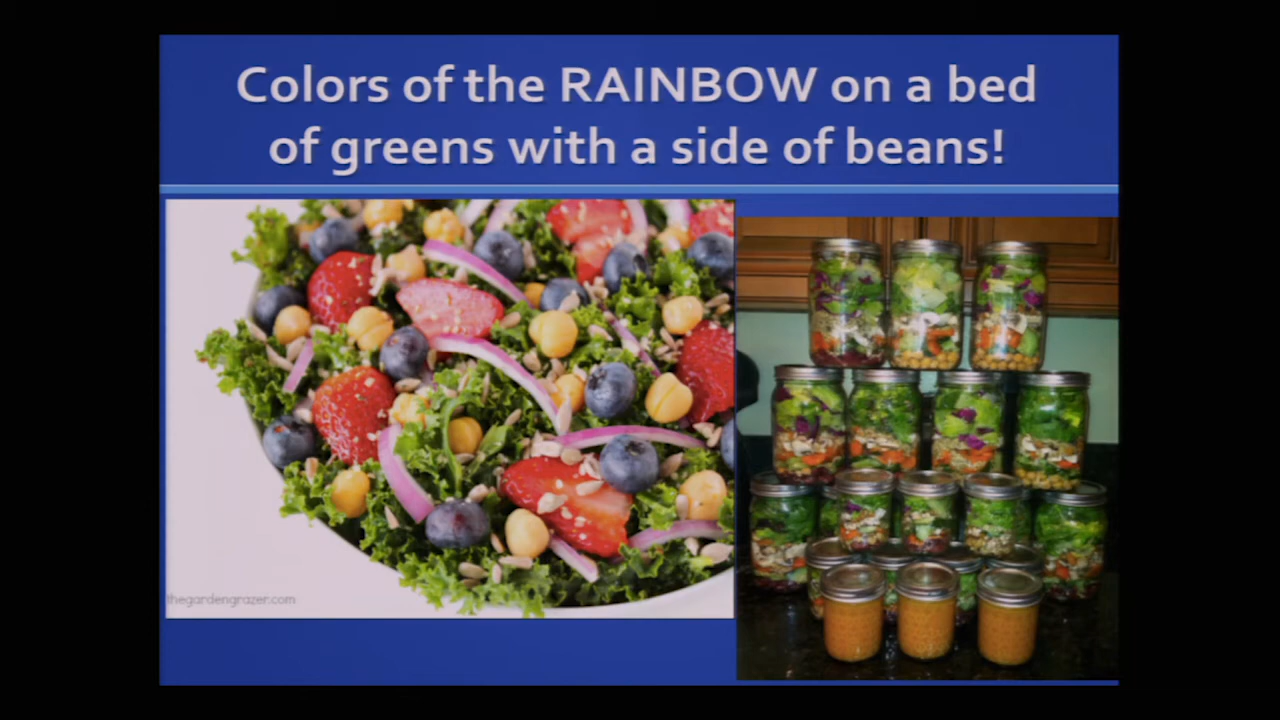 Colors of the RAINBOW on a bed
of greens with a side of beans!
thegardengrazer.com